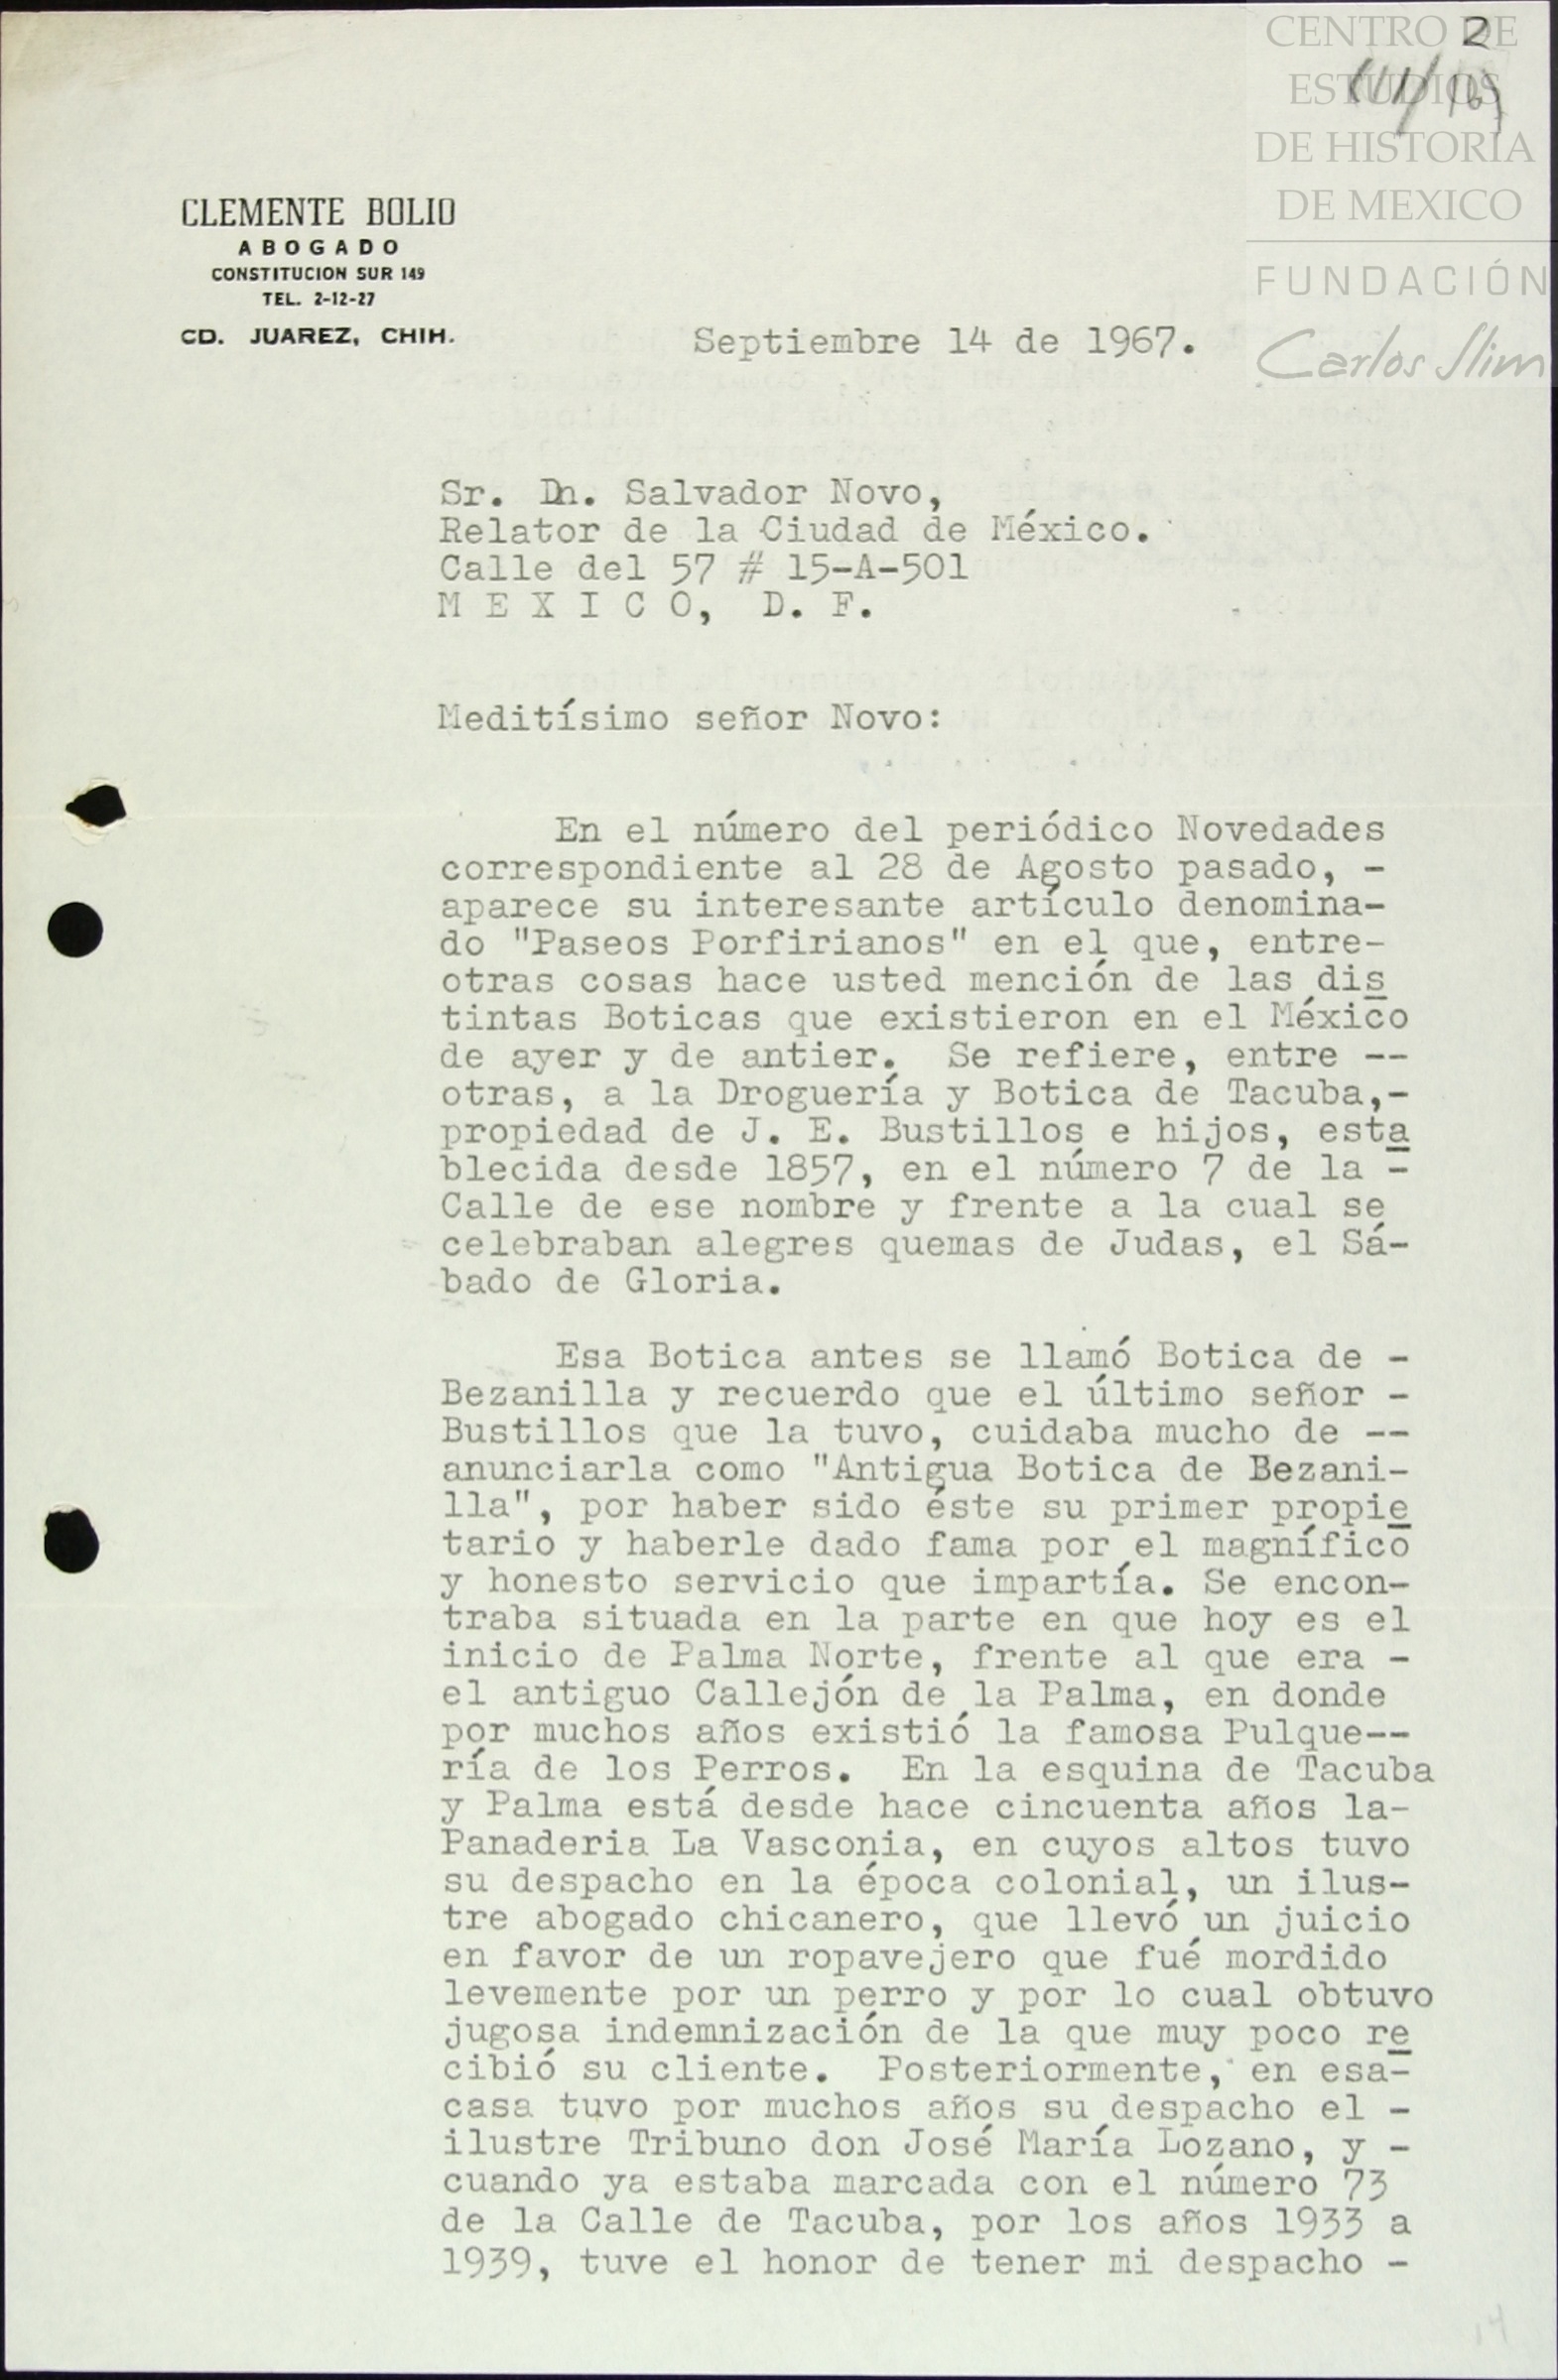 CENTRO DE
ESTUDIOS
DE HISTORIA
DE MEXICO
FUNDACIÓN
Carlos Slim
2
CLEMENTE BOLIO
ABOGADO
CONSTITUCION SUR 149
TEL. 2-12-27
CD. JUAREZ, CHIH.
Septiembre 14 de 1967.
Sr. Dn. Salvador Novo,
Relator de la Ciudad de México.
Calle del 57 # 15-A-501
M E X I C O, D. F.
Meditísimo señor Novo:
En el número del periódico Novedades
correspondiente al 28 de Agosto pasado, -
aparece su interesante artículo denomina-
do "Paseos Porfirianos" en el que, entre-
otras cosas hace usted mención de las dis
tintas Boticas que existieron en el México
de ayer y de antier. Se refiere, entre --
otras, a la Droguería y Botica de Tacuba,-
propiedad de J. E. Bustillos e hijos, esta
blecida desde 1857, en el número 7 de la -
Calle de ese nombre y frente a la cual se
celebraban alegres quemas de Judas, el Sá-
bado de Gloria.
Esa Botica antes se llamó Botica de -
Bezanilla y recuerdo que el último señor -
Bustillos que la tuvo, cuidaba mucho de --
anunciarla como "Antigua Botica de Bezani-
lla", por haber sido éste su primer propie
tario y haberle dado fama por el magnífico
y honesto servicio que impartía. Se encon-
traba situada en la parte en que hoy es el
inicio de Palma Norte, frente al que era -
el antiguo Callejón de la Palma, en donde
por muchos años existió la famosa Pulque--
ría de los Perros. En la esquina de Tacuba
y Palma está desde hace cincuenta años la-
Panaderia La Vasconia, en cuyos altos tuvo
su despacho en la época colonial, un ilus-
tre abogado chicanero, que llevó un juicio
en favor de un ropavejero que fué mordido
levemente por un perro y por lo cual obtuvo
jugosa indemnización de la que muy poco re
cibió su cliente. Posteriormente, en esa-
casa tuvo por muchos años su despacho el -
ilustre Tribuno don José María Lozano, y -
cuando ya estaba marcada con el número 73
de la Calle de Tacuba, por los años 1933 a
1939, tuve el honor de tener mi despacho -
14